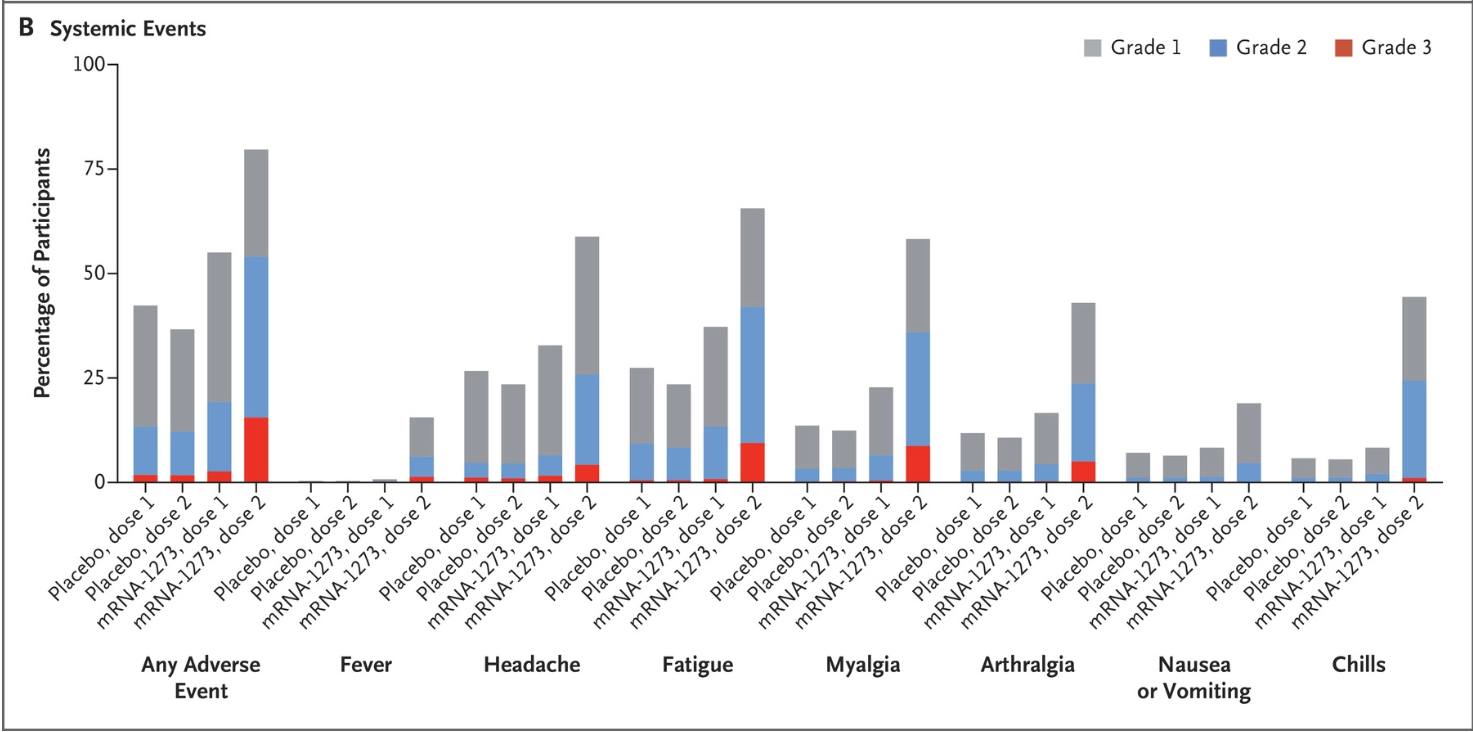 B Systemic Events
Grade 1 Grade 2 Grade 3
Percentage of Participants
100
75
50
25
0
Placebo, dose 1
Placebo, dose 2
mRNA-1273, dose 1
mRNA-1273, dose 2
Placebo, dose 1
Placebo, dose 2
mRNA-1273, dose 1
mRNA-1273, dose 2
Placebo, dose 1
Placebo, dose 2
mRNA-1273, dose 1
mRNA-1273, dose 2
Placebo, dose 1
Placebo, dose 2
mRNA-1273, dose 1
mRNA-1273, dose 2
Placebo, dose 1
Placebo, dose 2
mRNA-1273, dose 1
mRNA-1273, dose 2
Placebo, dose 1
Placebo, dose 2
mRNA-1273, dose 1
mRNA-1273, dose 2
Placebo, dose 1
Placebo, dose 2
mRNA-1273, dose 1
mRNA-1273, dose 2
Placebo, dose 1
Placebo, dose 2
mRNA-1273, dose 1
mRNA-1273, dose 2
Any Adverse
Event
Fever
Headache
Fatigue
Myalgia
Arthralgia
Nausea
or Vomiting
Chills